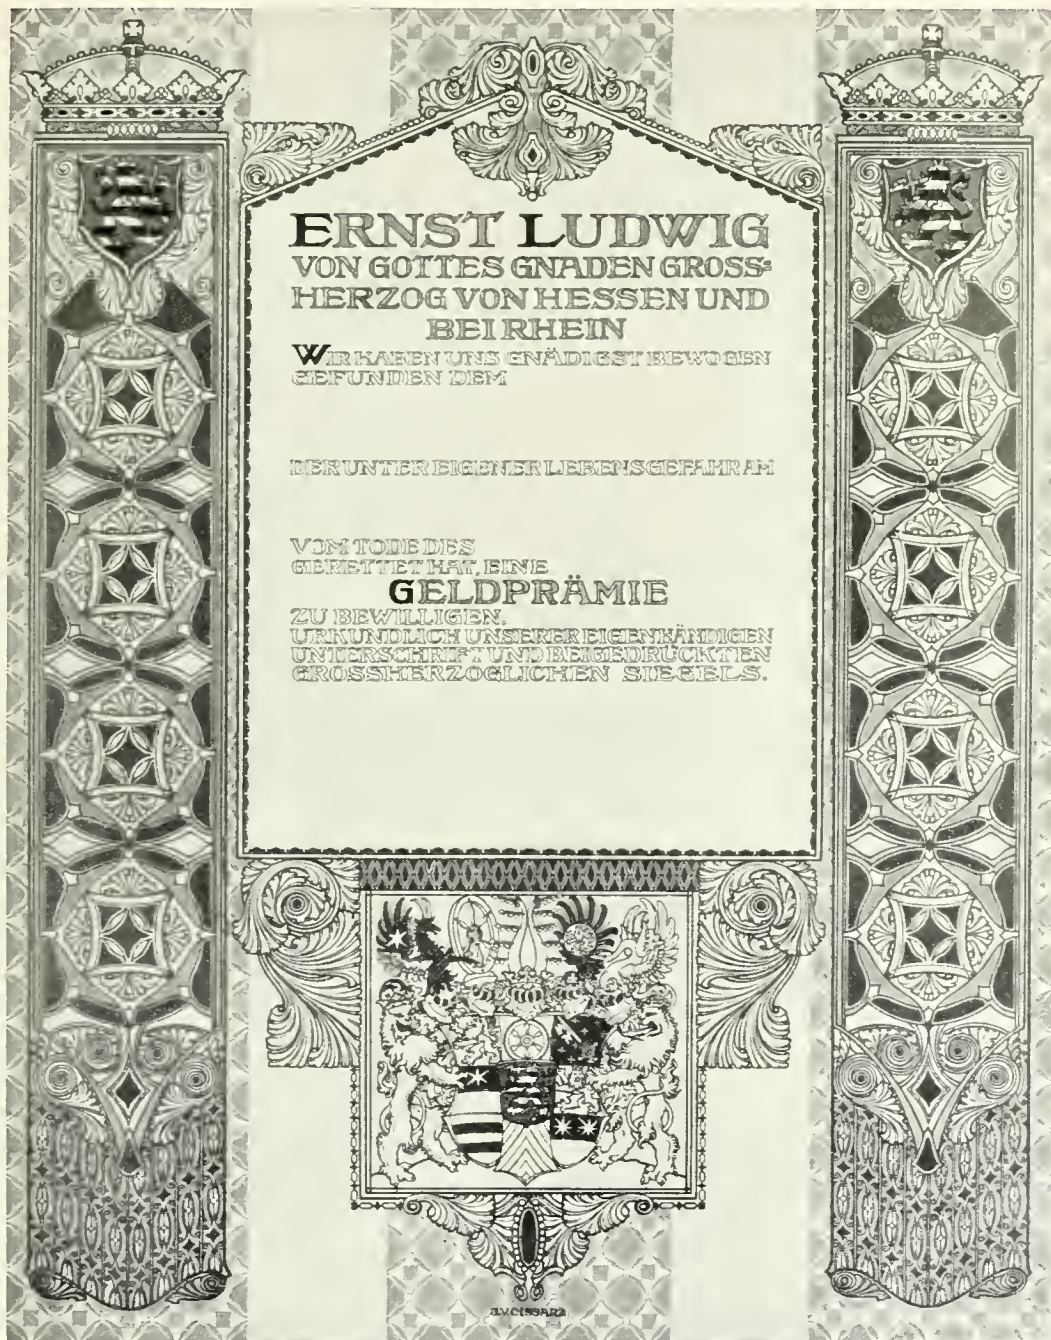 ERNST LUDWIG
VON GOTTES GNADEN GROSS=
HERZOG VON HESSEN UND
BEI RHEIN
WIR HABEN UNS GNÄDIGST BEWOGEN
GEFUNDEN DEM
DER UNTER EIGENER LEBENSGEFAHR AM
VOM TODE DES
GERETTET HAT, EINE
GELDPRÄMIE
ZU BEWILLIGEN.
URKUNDLICH UNSERER EIGENHÄNDIGEN
UNTERSCHRIFT UND BEIGEDRUCKTEN
GROSSHERZOGLICHEN SIEGELS.
J.V.CISSARZ